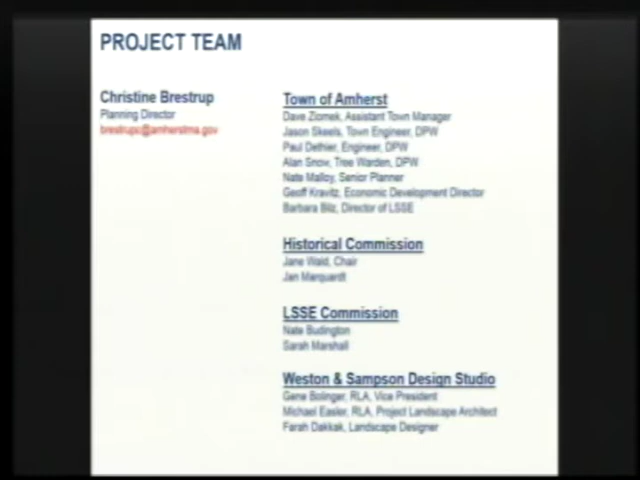 PROJECT TEAM
Christine Brestrup
Planning Director
brestrupc@amherstma.gov
Town of Amherst
Dave Ziomek, Assistant Town Manager
Jason Skeels, Town Engineer, DPW
Paul Dethier, Engineer, DPW
Alan Snow, Tree Warden, DPW
Nate Malloy, Senior Planner
Geoff Kravitz, Economic Development Director
Barbara Bilz, Director of LSSE
Historical Commission
Jane Wald, Chair
Jan Marquardt
LSSE Commission
Nate Budington
Sarah Marshall
Weston & Sampson Design Studio
Gene Bolinger, RLA, Vice President
Michael Easler, RLA, Project Landscape Architect
Farah Dakkak, Landscape Designer